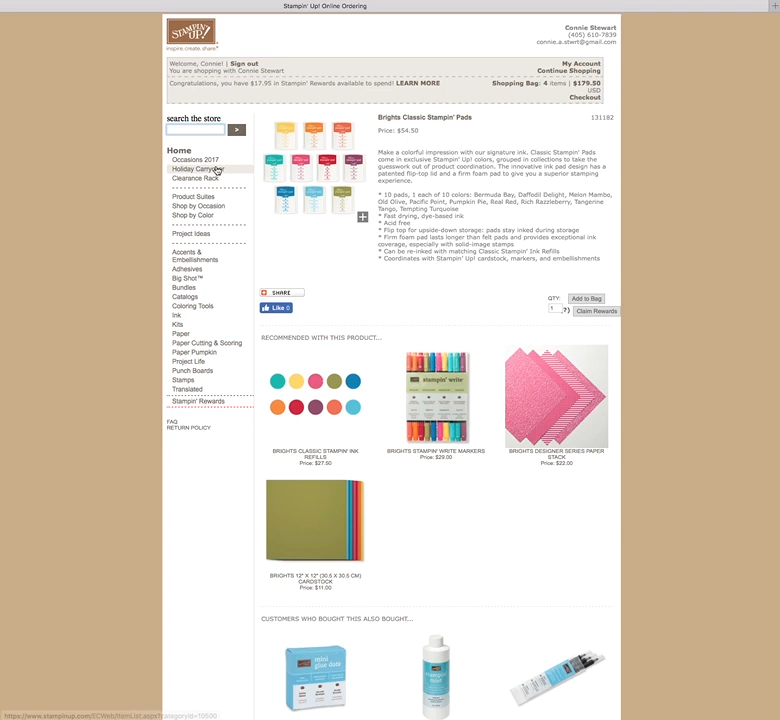 Stampin' Up! Online Ordering
STAMPIN' UP!
inspire.create.share
Connie Stewart
(405) 610-7839
connie.a.stwrt@gmail.com
Welcome, Connie! | Sign out
You are shopping with Connie Stewart
My Account
Continue Shopping
Congratulations, you have $17.95 in Stampin' Rewards available to spend! LEARN MORE
Shopping Bag: 4 items | $179.50
USD
Checkout
search the store
>
Home
Occasions 2017
Holiday Carryover
Clearance Rack
Product Suites
Shop by Occasion
Shop by Color
Project Ideas
Accents &
Embellishments
Adhesives
Big Shot™
Bundles
Catalogs
Coloring Tools
Ink
Kits
Paper
Paper Cutting & Scoring
Paper Pumpkin
Project Life
Punch Boards
Stamps
Translated
Stampin' Rewards
FAQ
RETURN POLICY
Brights Classic Stampin' Pads
131182
Price: $54.50
Make a colorful impression with our signature ink. Classic Stampin' Pads
come in exclusive Stampin' Up! colors, grouped in collections to take the
guesswork out of product coordination. The innovative ink pad design has a
patented flip-top lid and a firm foam pad to give you a superior stamping
experience.
* 10 pads, 1 each of 10 colors: Bermuda Bay, Daffodil Delight, Melon Mambo,
Old Olive, Pacific Point, Pumpkin Pie, Real Red, Rich Razzleberry, Tangerine
Tango, Tempting Turquoise
* Fast drying, dye-based ink
* Acid free
* Flip top for upside-down storage: pads stay inked during storage
* Firm foam pad lasts longer than felt pads and provides exceptional ink
coverage, especially with solid-image stamps
* Can be re-inked with matching Classic Stampin' Ink Refills
* Coordinates with Stampin' Up! cardstock, markers, and embellishments
SHARE
Like 0
QTY:
Add to Bag
1
(?)
Claim Rewards
RECOMMENDED WITH THIS PRODUCT...
stampin' write
BRIGHTS CLASSIC STAMPIN' INK
REFILLS
Price: $27.50
BRIGHTS STAMPIN' WRITE MARKERS
Price: $29.00
BRIGHTS DESIGNER SERIES PAPER
STACK
Price: $22.00
BRIGHTS 12" X 12" (30.5 X 30.5 CM)
CARDSTOCK
Price: $11.00
CUSTOMERS WHO BOUGHT THIS ALSO BOUGHT...
mini
glue dots
stampin'
mist
https://www.stampinup.com/ECWeb/ItemList.aspx?categoryid=10600